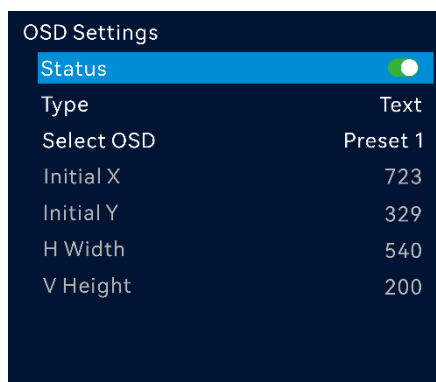 OSD Settings
Status
Type Text
Select OSD Preset 1
Initial X 723
Initial Y 329
H Width 540
V Height 200